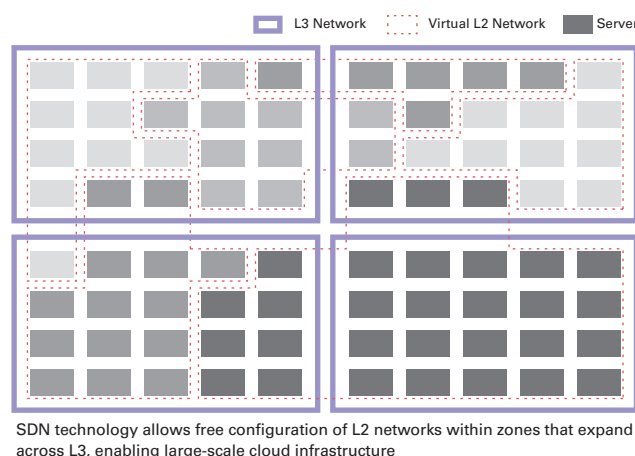 L3 Network Virtual L2 Network Server
SDN technology allows free configuration of L2 networks within zones that expand
across L3, enabling large-scale cloud infrastructure